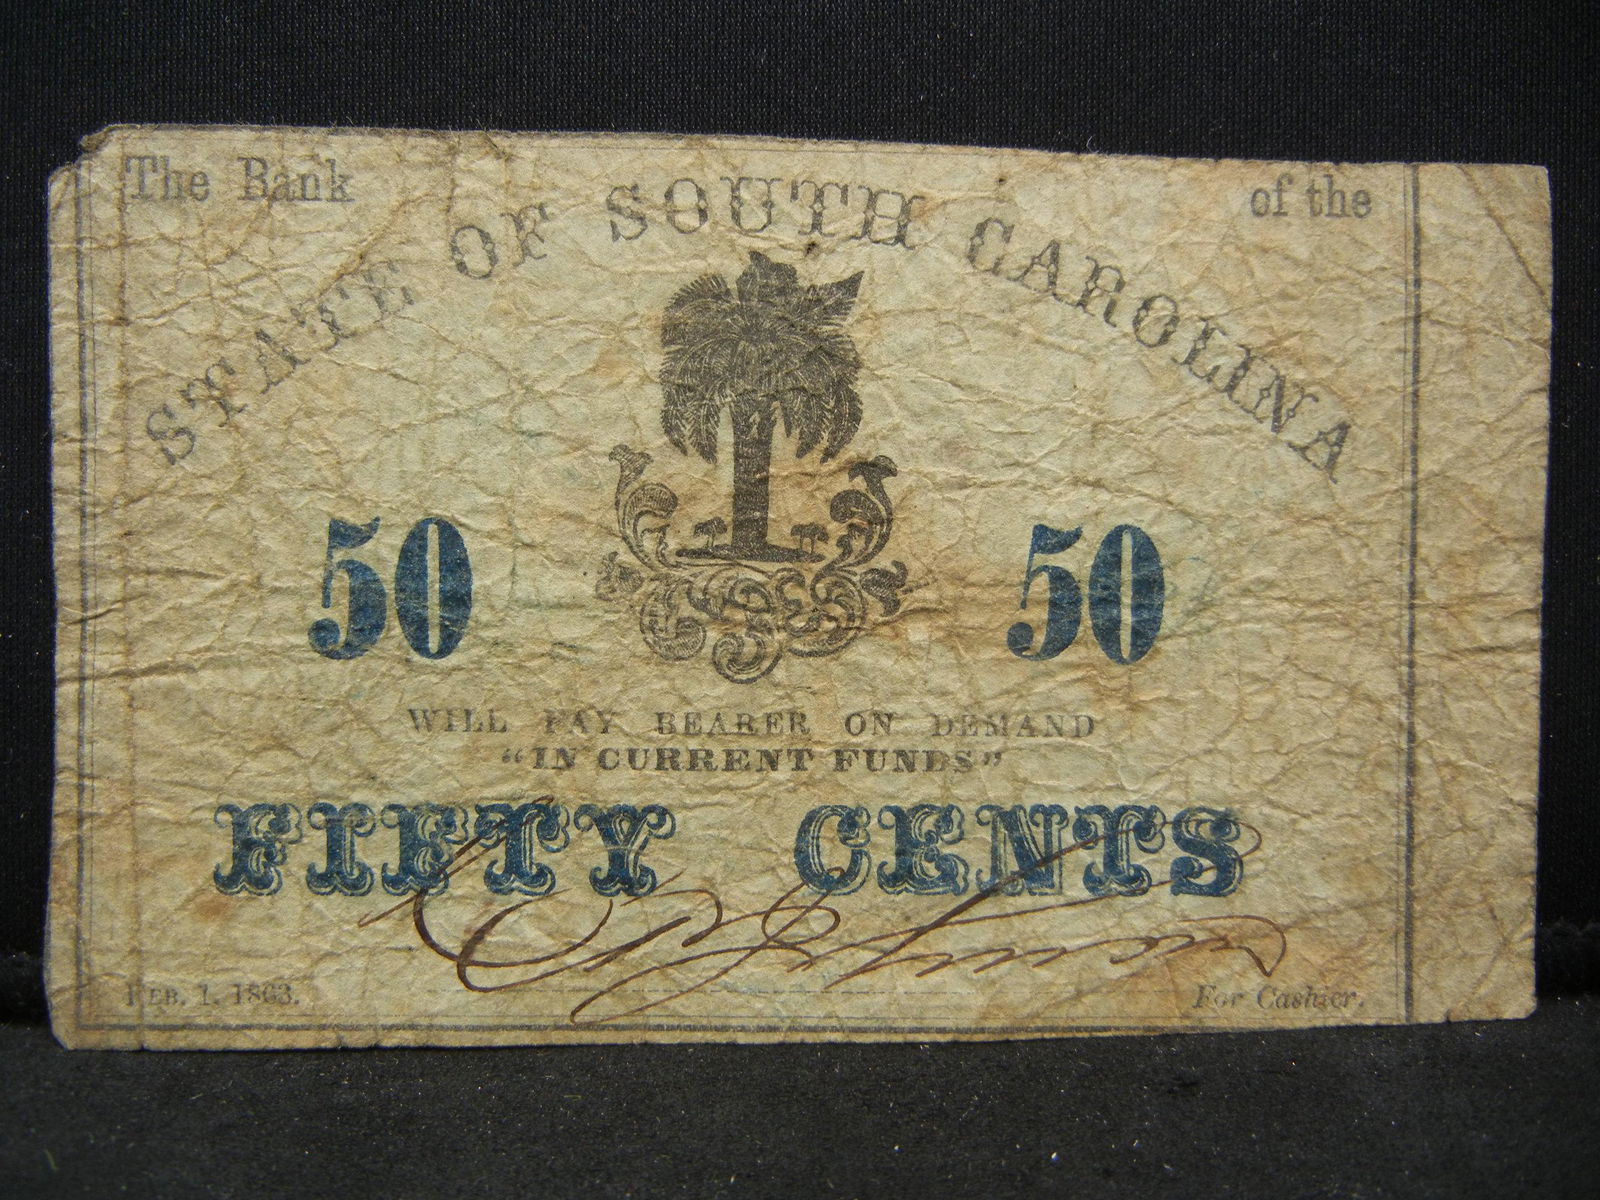 The Bank of the
STATE OF SOUTH CAROLINA
50 50
WILL PAY BEARER ON DEMAND
"IN CURRENT FUNDS"
FIFTY CENTS
FEB. 1. 1863. For Cashier.